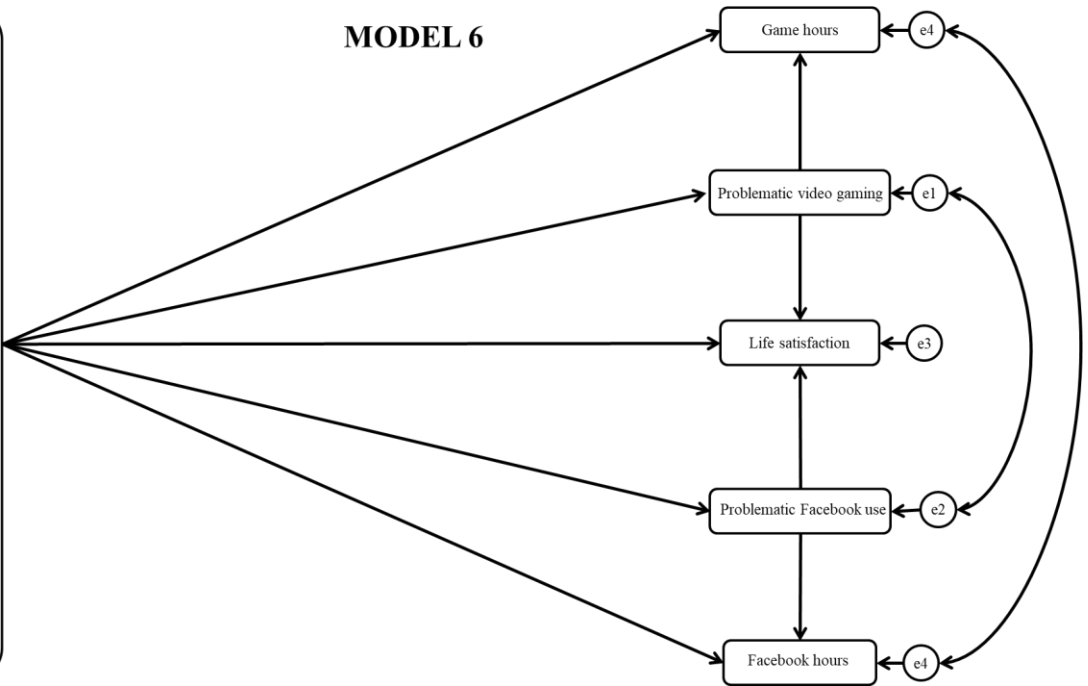 MODEL 6
Game hours
e4
Problematic video gaming
e1
Life satisfaction
e3
Problematic Facebook use
e2
Facebook hours
e4